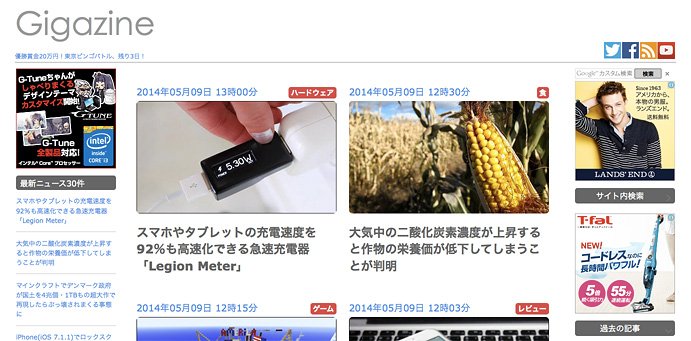 Gigazine
優勝賞金20万円！東京ビンゴバトル、残り3日！
G-Tuneちゃんが
しゃべりまくる
デザインテーマ
カスタマイズ開始!
G-TUNE
G-Tune
全製品対応!
intel
inside
CORE i3
インテル Core プロセッサー
最新ニュース30件
スマホやタブレットの充電速度を
92%も高速化できる急速充電器
「Legion Meter」
大気中の二酸化炭素濃度が上昇す
ると作物の栄養価が低下してしまう
ことが判明
マインクラフトでデンマーク政府
が国土を4兆個・1TBもの超大作で
再現したらぶっ壊されまくる事態
に
iPhone(iOS 7.1.1)でロックスク
2014年05月09日 13時00分
ハードウェア
5.30V
スマホやタブレットの充電速度を
92%も高速化できる急速充電器
「Legion Meter」
2014年05月09日 12時30分
食
大気中の二酸化炭素濃度が上昇する
と作物の栄養価が低下してしまうこ
とが判明
2014年05月09日 12時15分
ゲーム
2014年05月09日 12時03分
レビュー
Google カスタム検索
検索
×
Since 1963
アメリカから、
本物の男服。
ランズエンド。
送料無料
LANDS' END
サイト内検索
T-fal
NEW!
コードレスなのに
長時間パワフル!
5倍
55分
連続運転
過去の記事